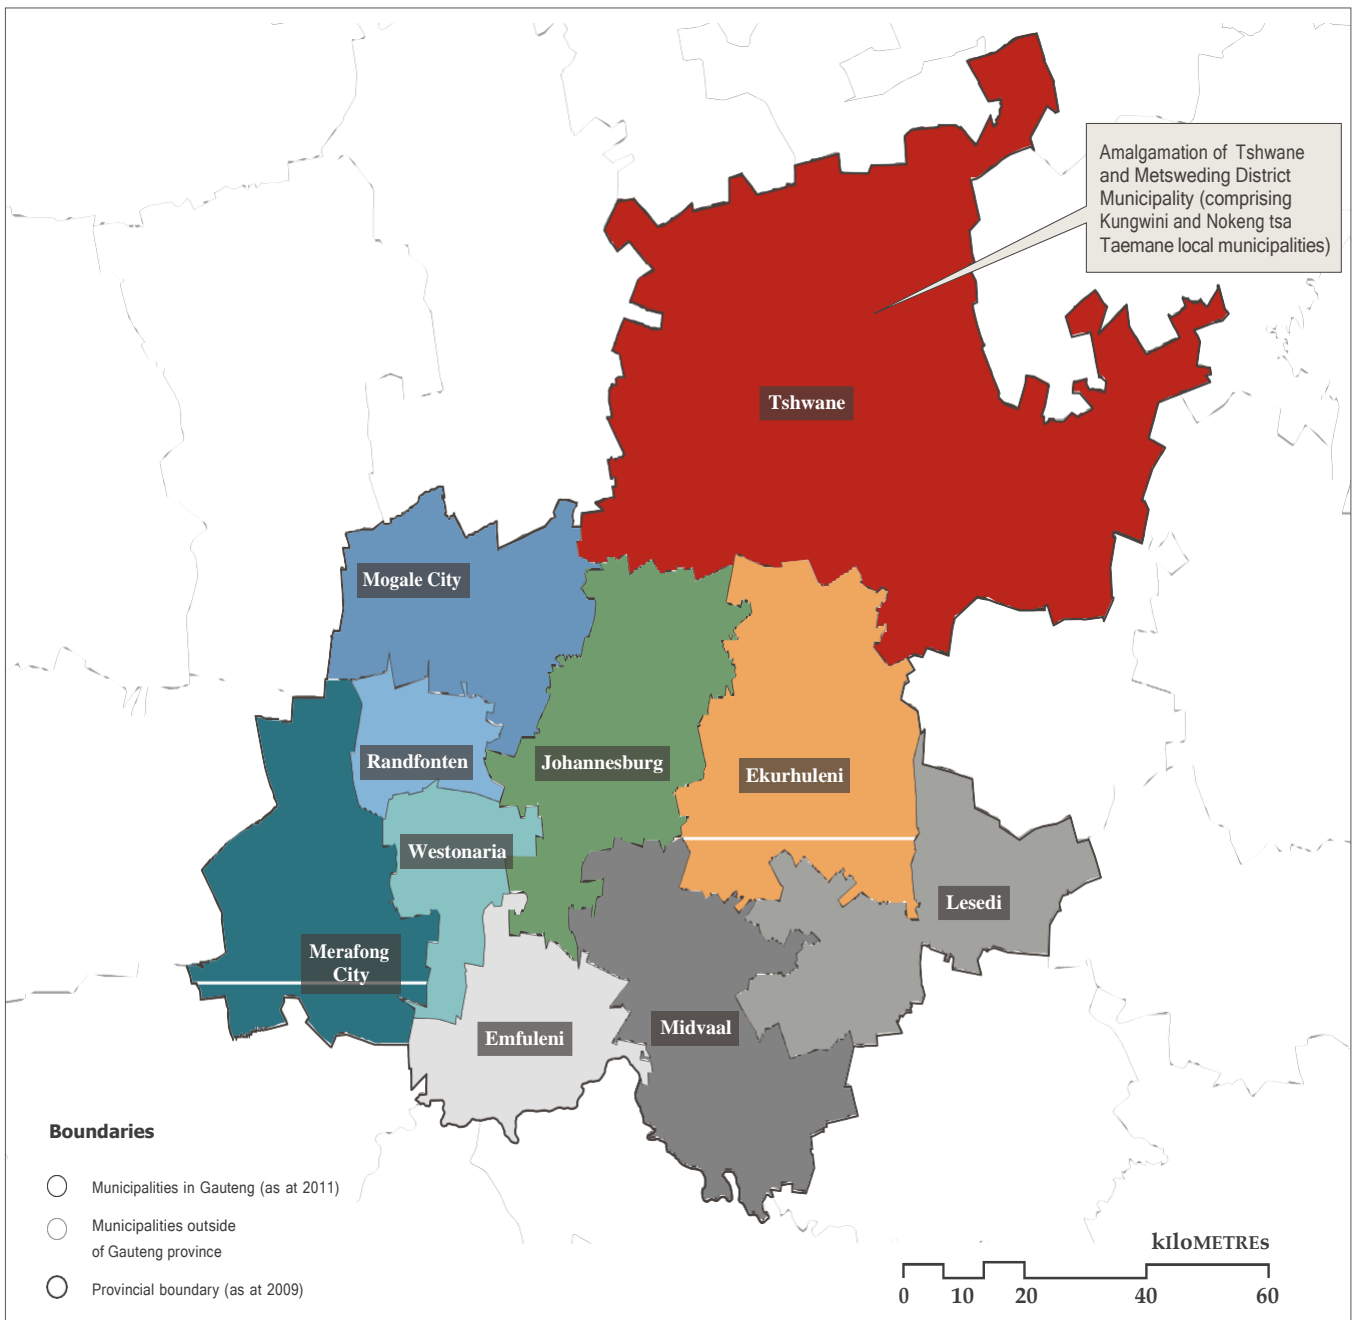 Amalgamation of Tshwane
and Metsweding District
Municipality (comprising
Kungwini and Nokeng tsa
Taemane local municipalities)
Tshwane
Mogale City
Randfonten
Johannesburg
Ekurhuleni
Westonaria
Lesedi
Merafong
City
Midvaal
Emfuleni
Boundaries
Municipalities in Gauteng (as at 2011)
Municipalities outside
of Gauteng province
Provincial boundary (as at 2009)
kIloMETREs
0 10 20 40 60